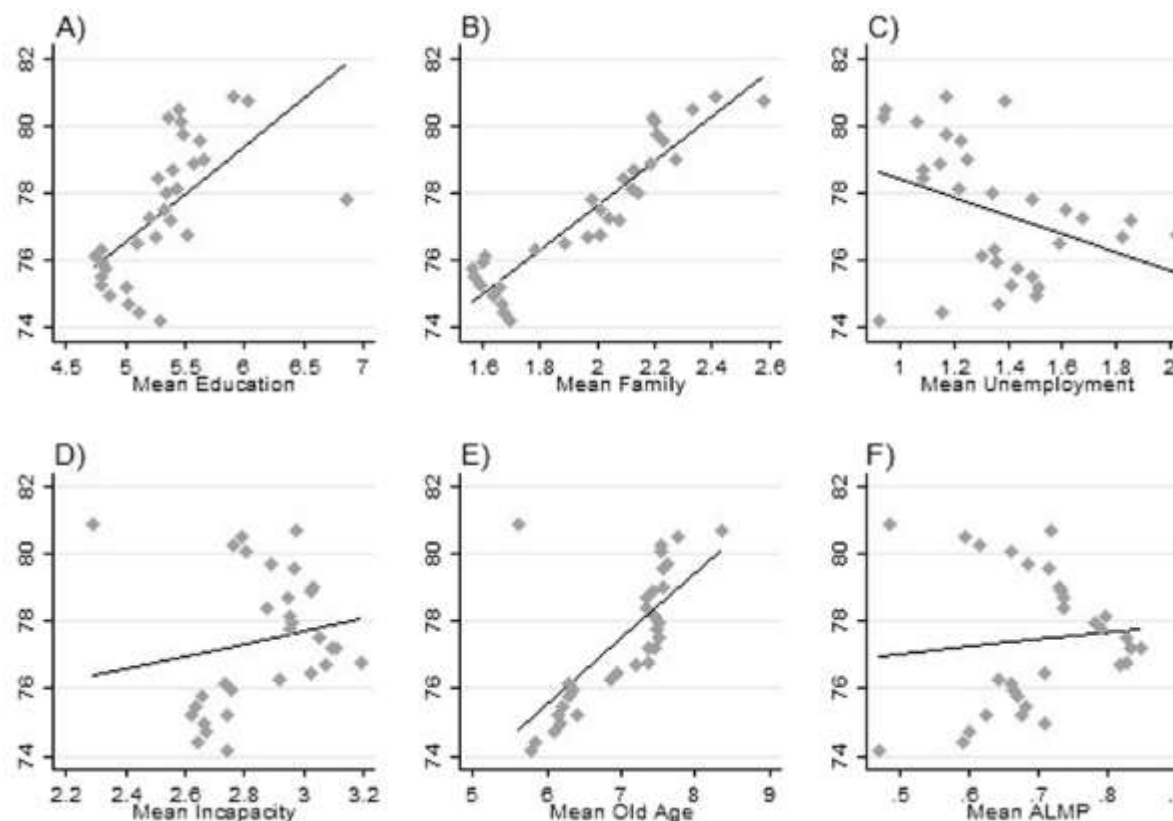 A)
82
80
78
76
74
4.5 5 5.5 6 6.5 7
Mean Education
B)
82
80
78
76
74
1.6 1.8 2 2.2 2.4 2.6
Mean Family
C)
82
80
78
76
74
1 1.2 1.4 1.6 1.8
Mean Unemployment
D)
82
80
78
76
74
2.2 2.4 2.6 2.8 3 3.2
Mean Incapacity
E)
82
80
78
76
74
5 6 7 8 9
Mean Old Age
F)
82
80
78
76
74
.5 .6 .7 .8
Mean ALMP